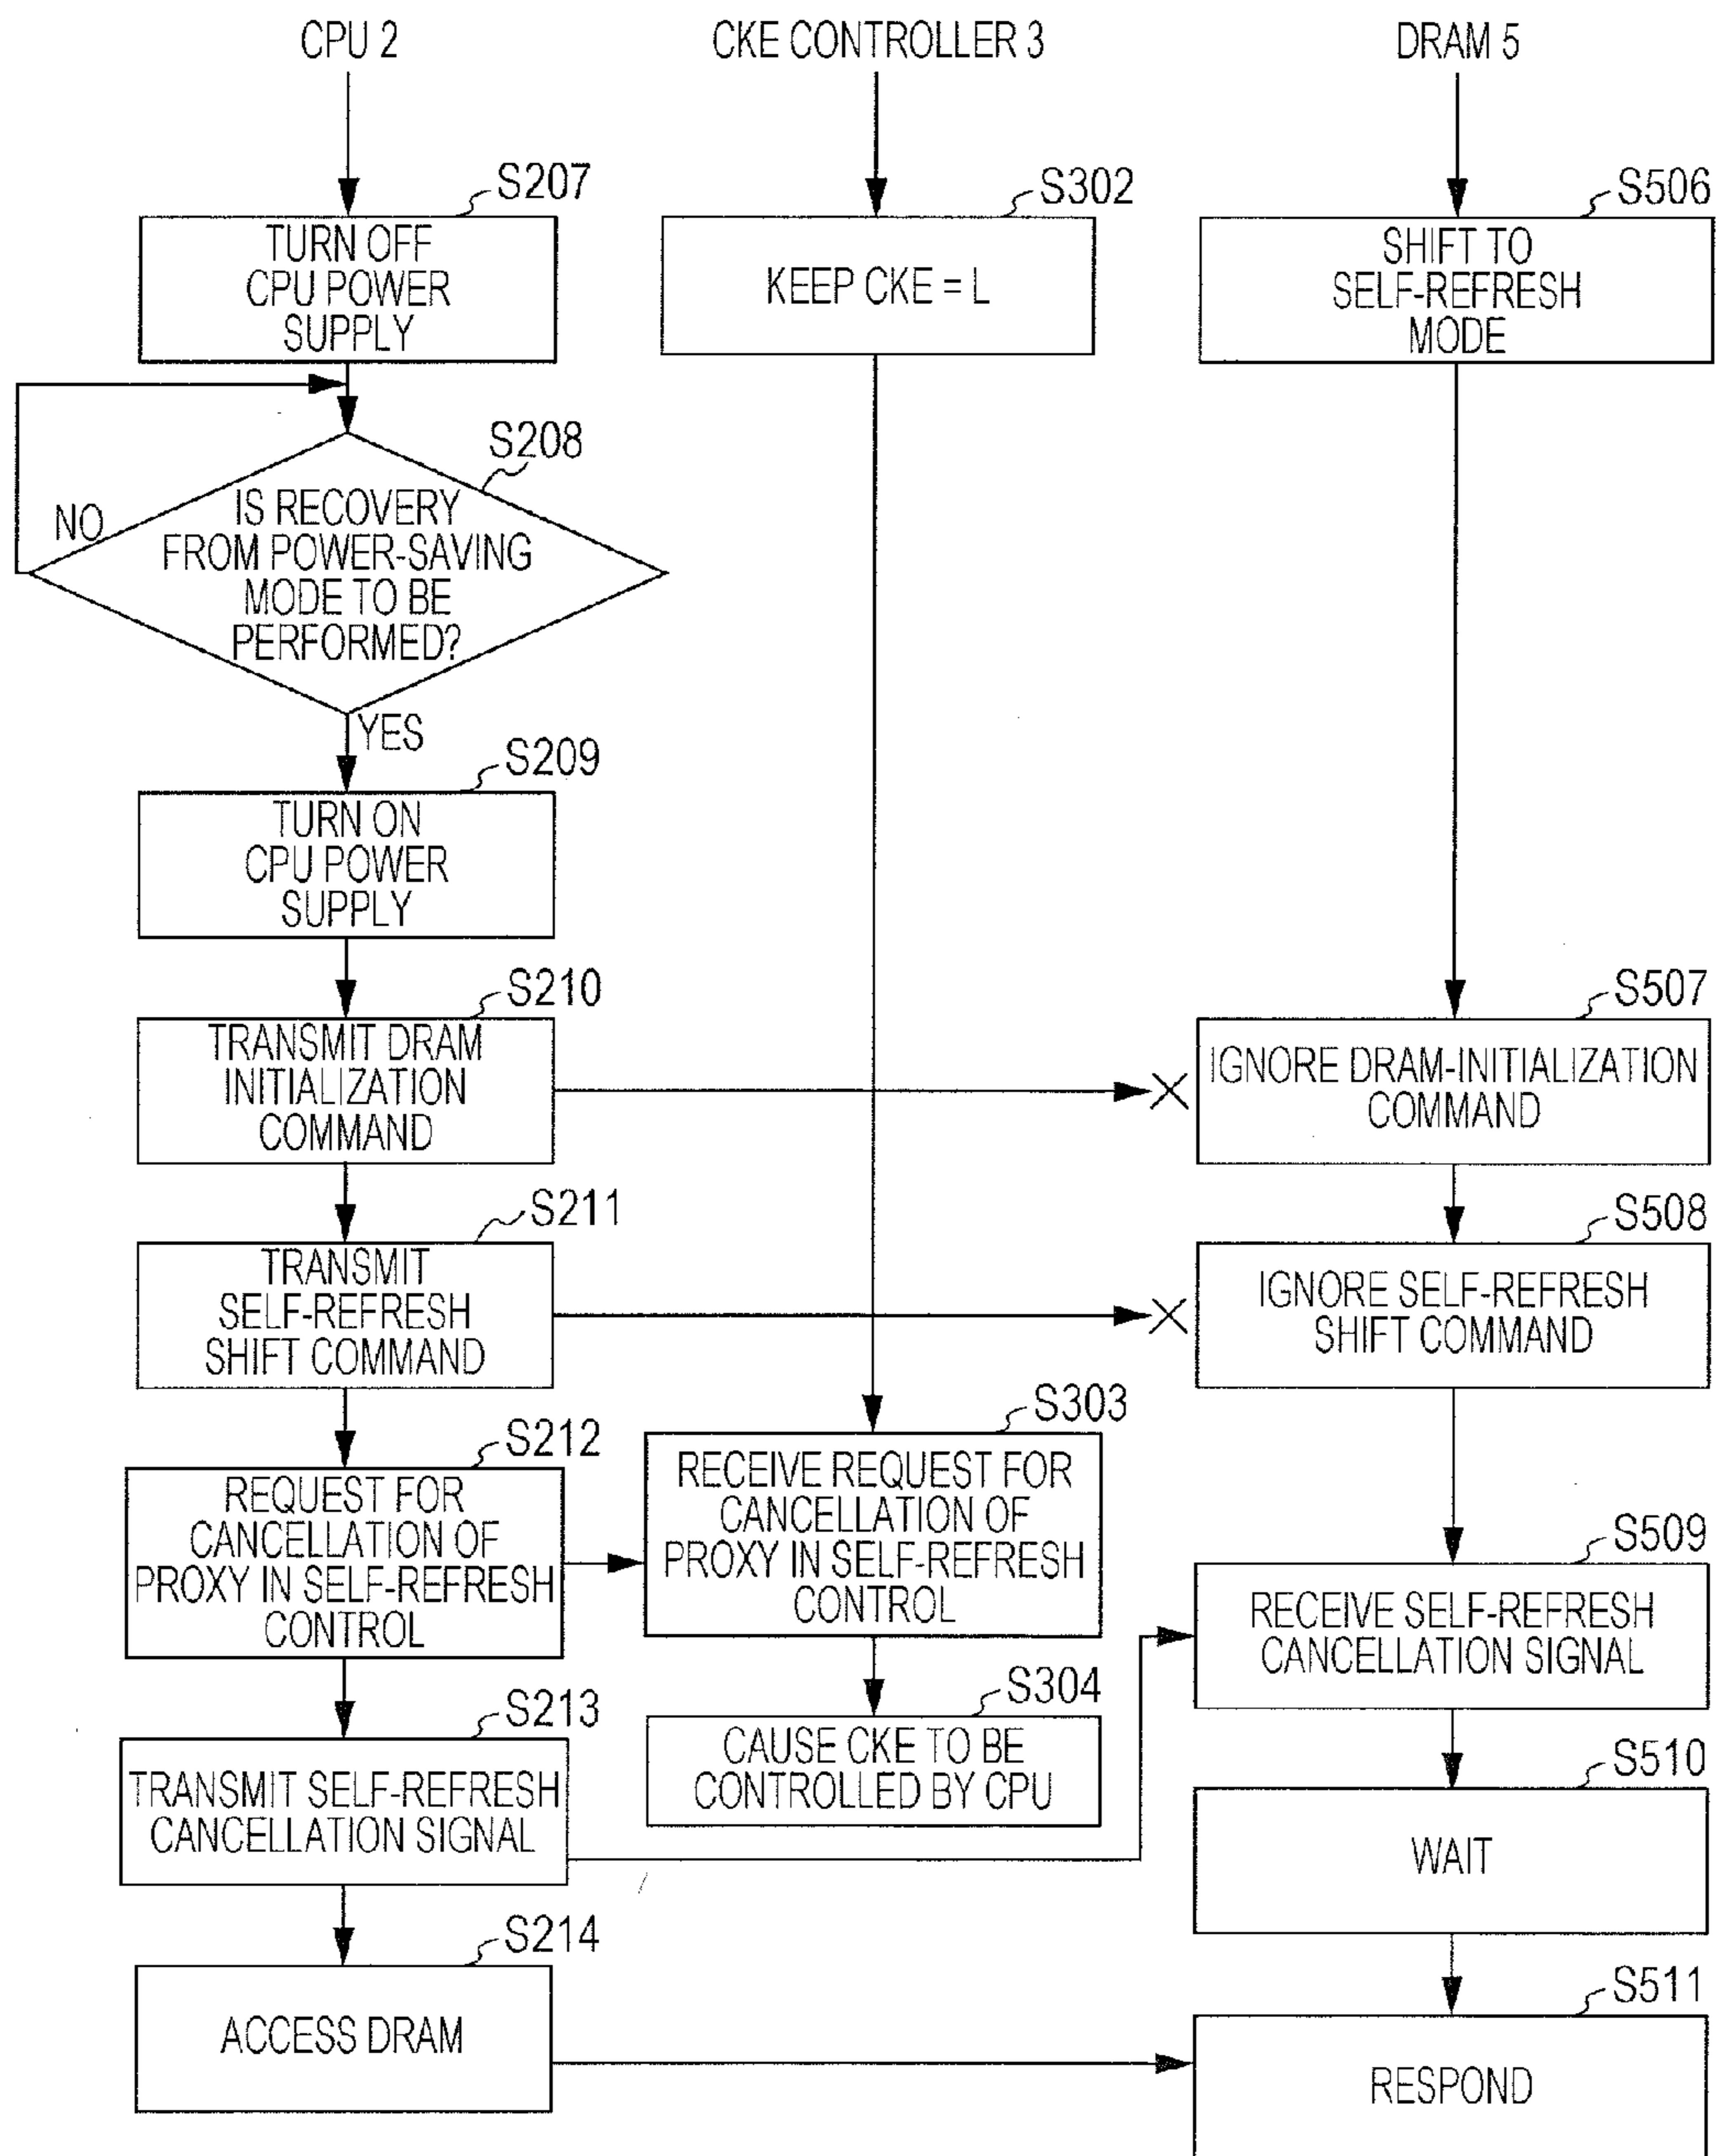 CPU 2
CKE CONTROLLER 3
DRAM 5
S207
TURN OFF
CPU POWER
SUPPLY
S302
KEEP CKE = L
S506
SHIFT TO
SELF-REFRESH
MODE
S208
NO
IS RECOVERY
FROM POWER-SAVING
MODE TO BE
PERFORMED?
YES
S209
TURN ON
CPU POWER
SUPPLY
S210
TRANSMIT DRAM
INITIALIZATION
COMMAND
S507
IGNORE DRAM-INITIALIZATION
COMMAND
S211
TRANSMIT
SELF-REFRESH
SHIFT COMMAND
S508
IGNORE SELF-REFRESH
SHIFT COMMAND
S212
REQUEST FOR
CANCELLATION OF
PROXY IN SELF-REFRESH
CONTROL
S303
RECEIVE REQUEST FOR
CANCELLATION OF
PROXY IN SELF-REFRESH
CONTROL
S509
RECEIVE SELF-REFRESH
CANCELLATION SIGNAL
S213
TRANSMIT SELF-REFRESH
CANCELLATION SIGNAL
S304
CAUSE CKE TO BE
CONTROLLED BY CPU
S510
WAIT
S214
ACCESS DRAM
S511
RESPOND